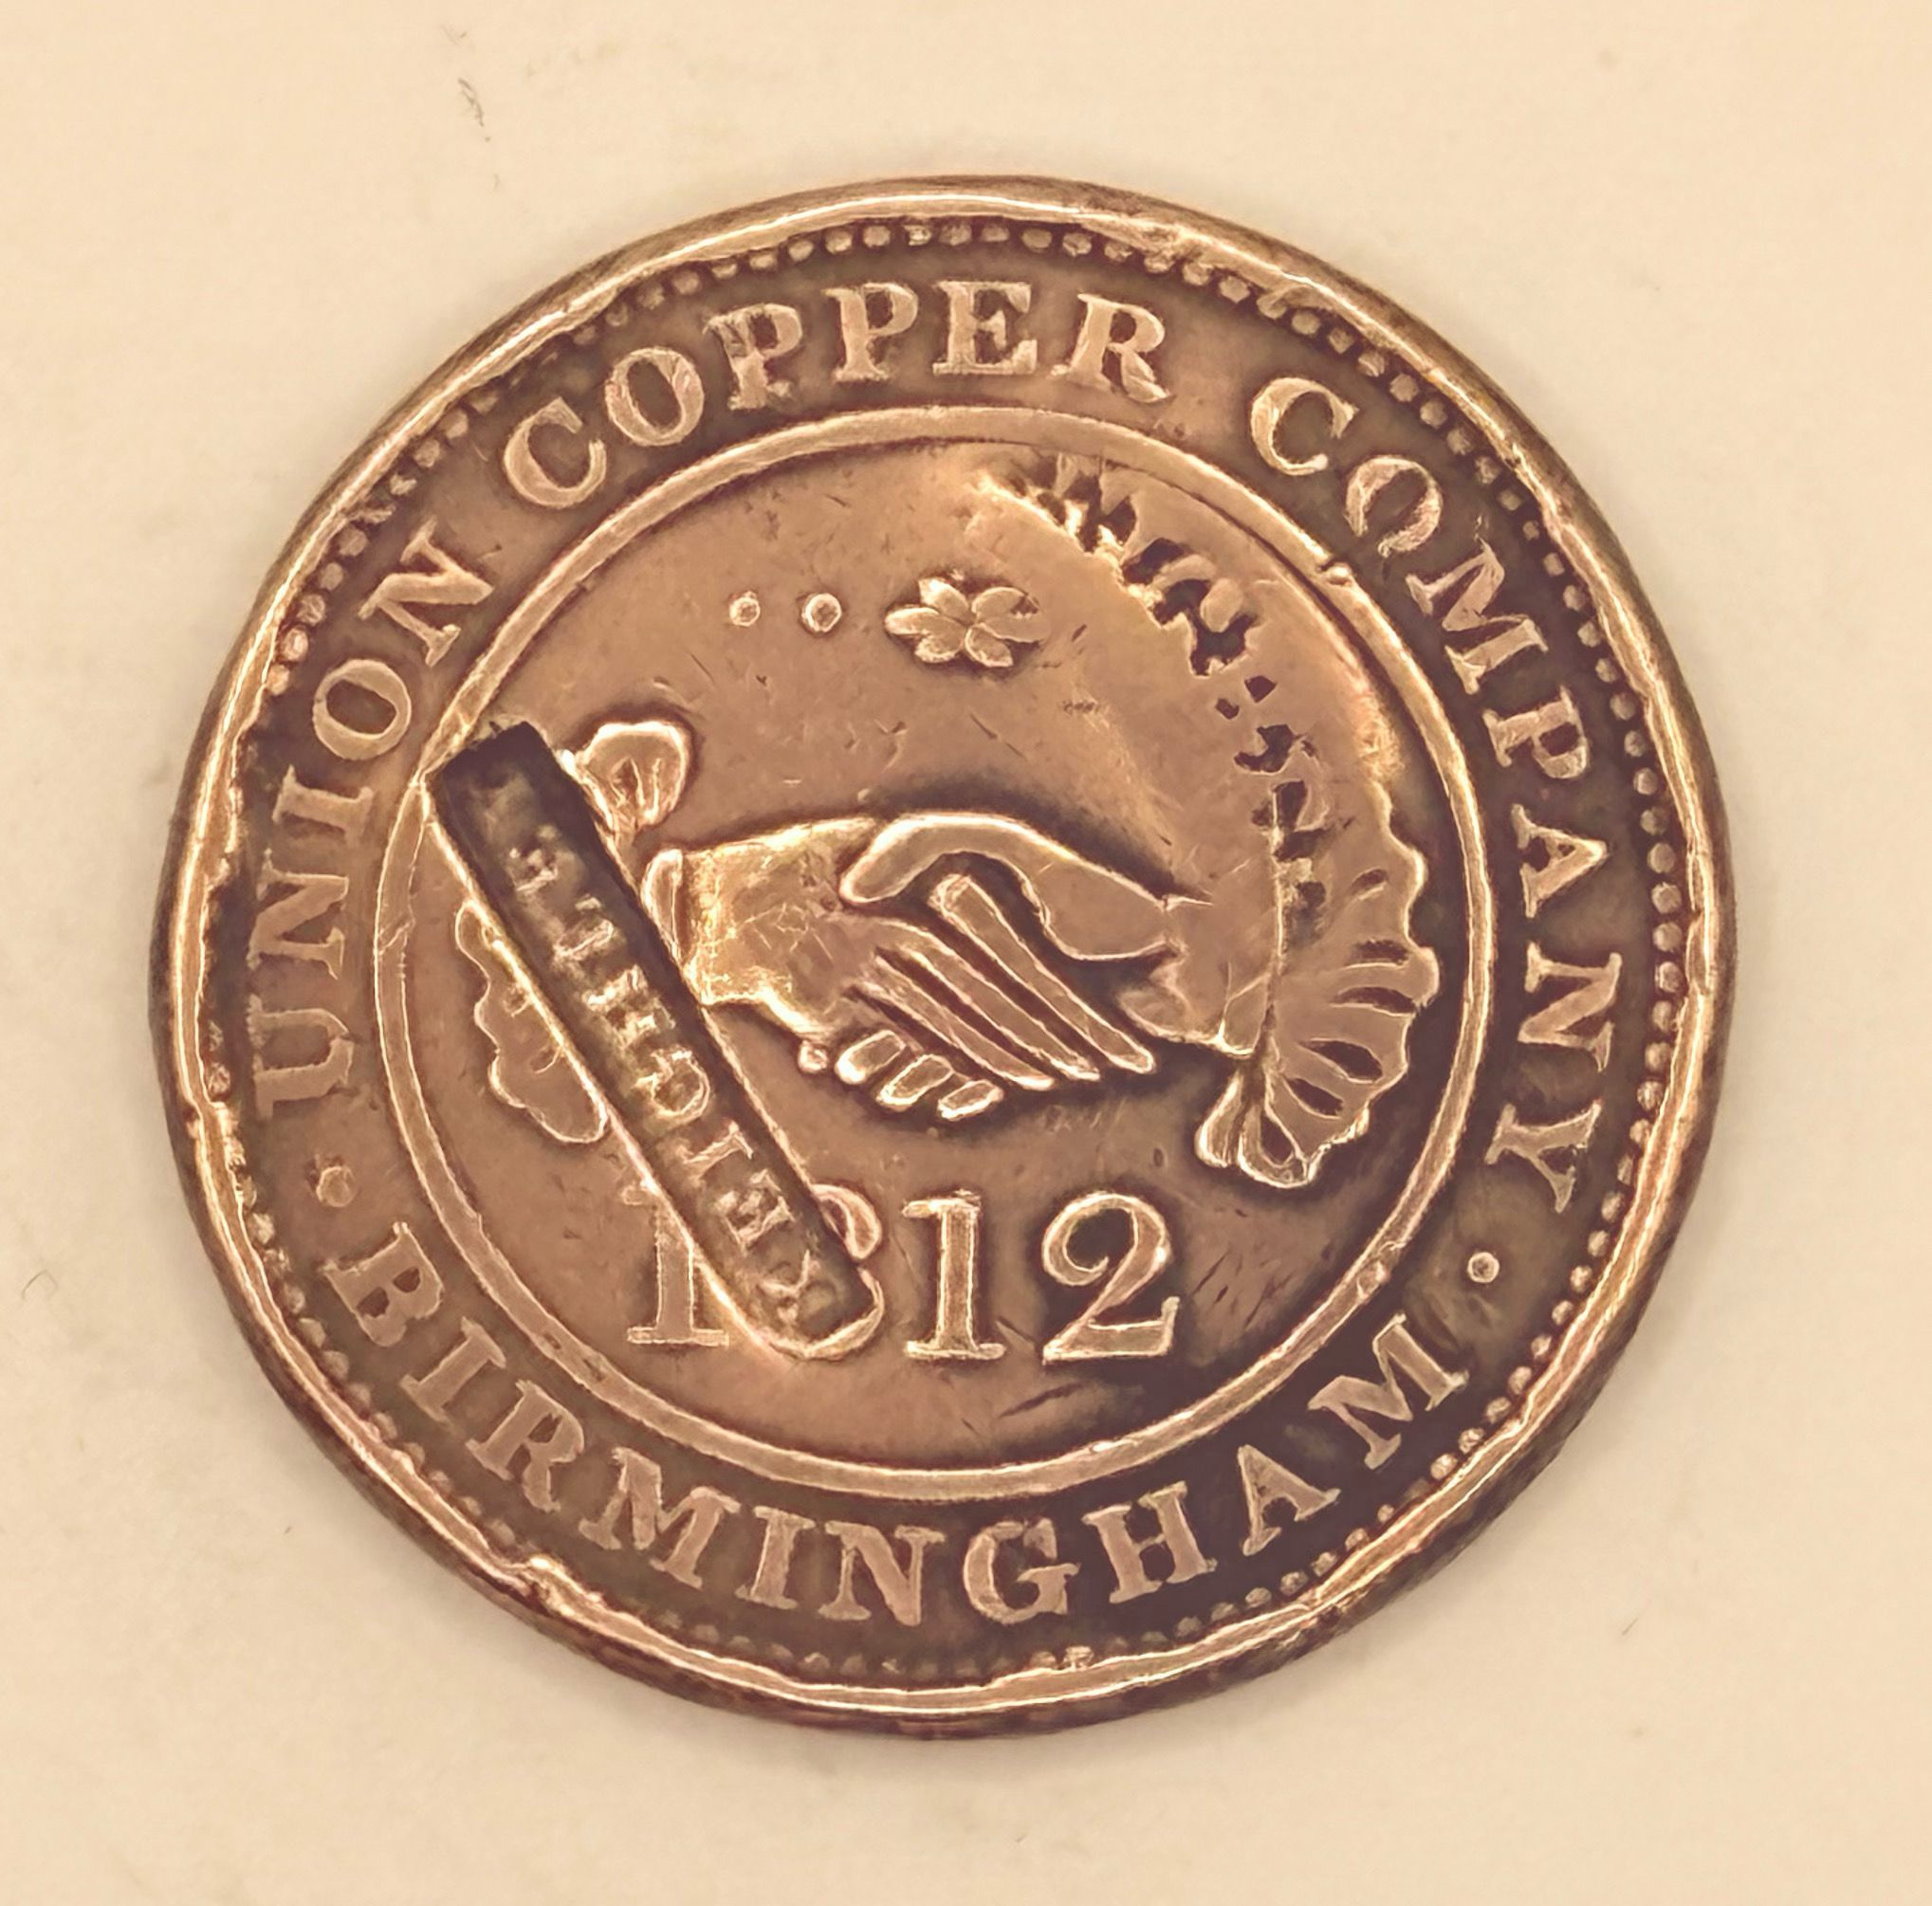 UNION COPPER COMPANY
BIRMINGHAM
1812